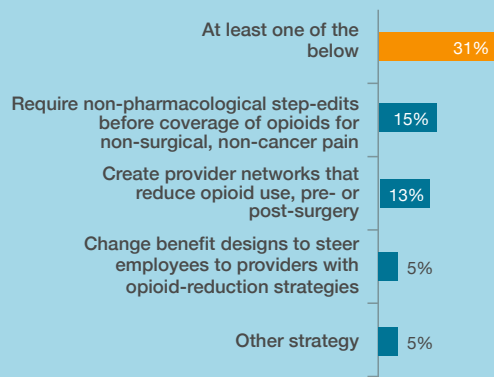 At least one of the
below
31%
Require non-pharmacological step-edits
before coverage of opioids for
non-surgical, non-cancer pain
15%
Create provider networks that
reduce opioid use, pre- or
post-surgery
13%
Change benefit designs to steer
employees to providers with
opioid-reduction strategies
5%
Other strategy
5%